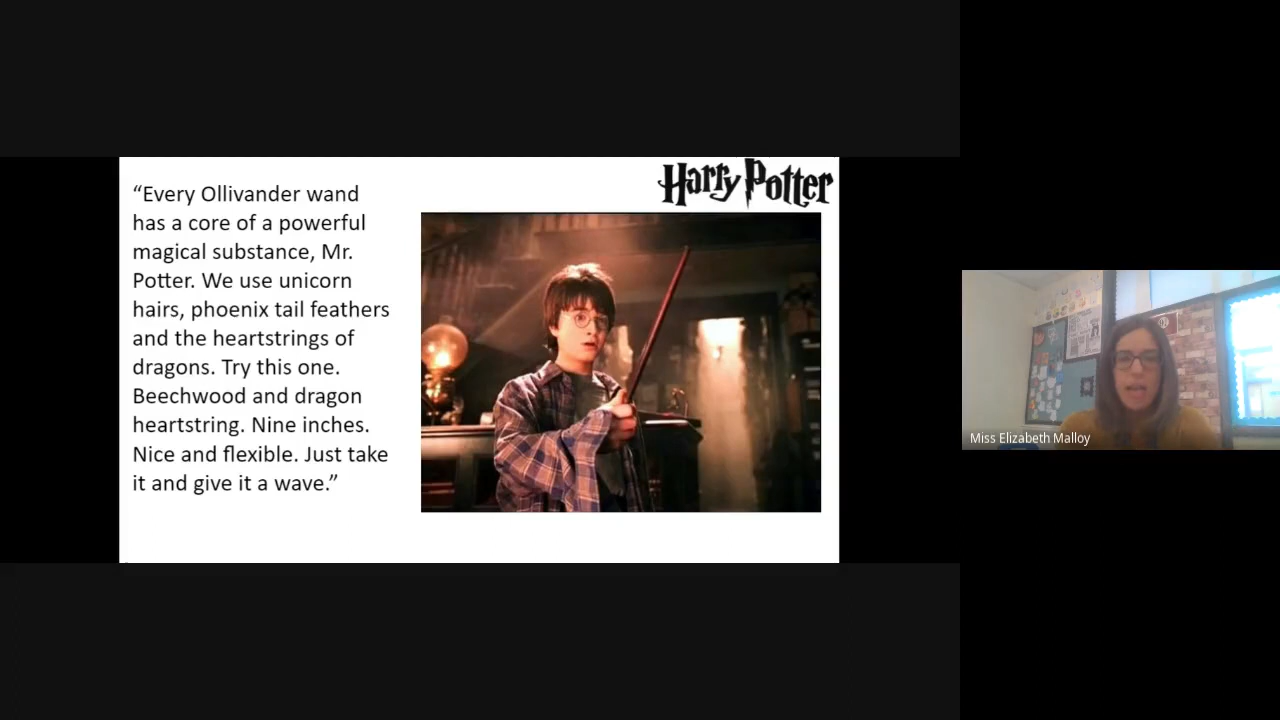 Harry Potter
“Every Ollivander wand
has a core of a powerful
magical substance, Mr.
Potter. We use unicorn
hairs, phoenix tail feathers
and the heartstrings of
dragons. Try this one.
Beechwood and dragon
heartstring. Nine inches.
Nice and flexible. Just take
it and give it a wave.”
Miss Elizabeth Malloy